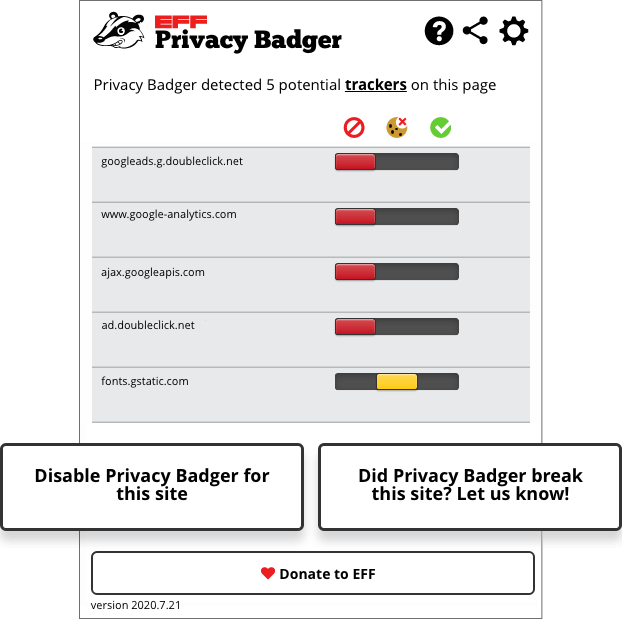 EFF
Privacy Badger
Privacy Badger detected 5 potential trackers on this page
googleads.g.doubleclick.net
www.google-analytics.com
ajax.googleapis.com
ad.doubleclick.net
fonts.gstatic.com
Disable Privacy Badger for
this site
Did Privacy Badger break
this site? Let us know!
Donate to EFF
version 2020.7.21